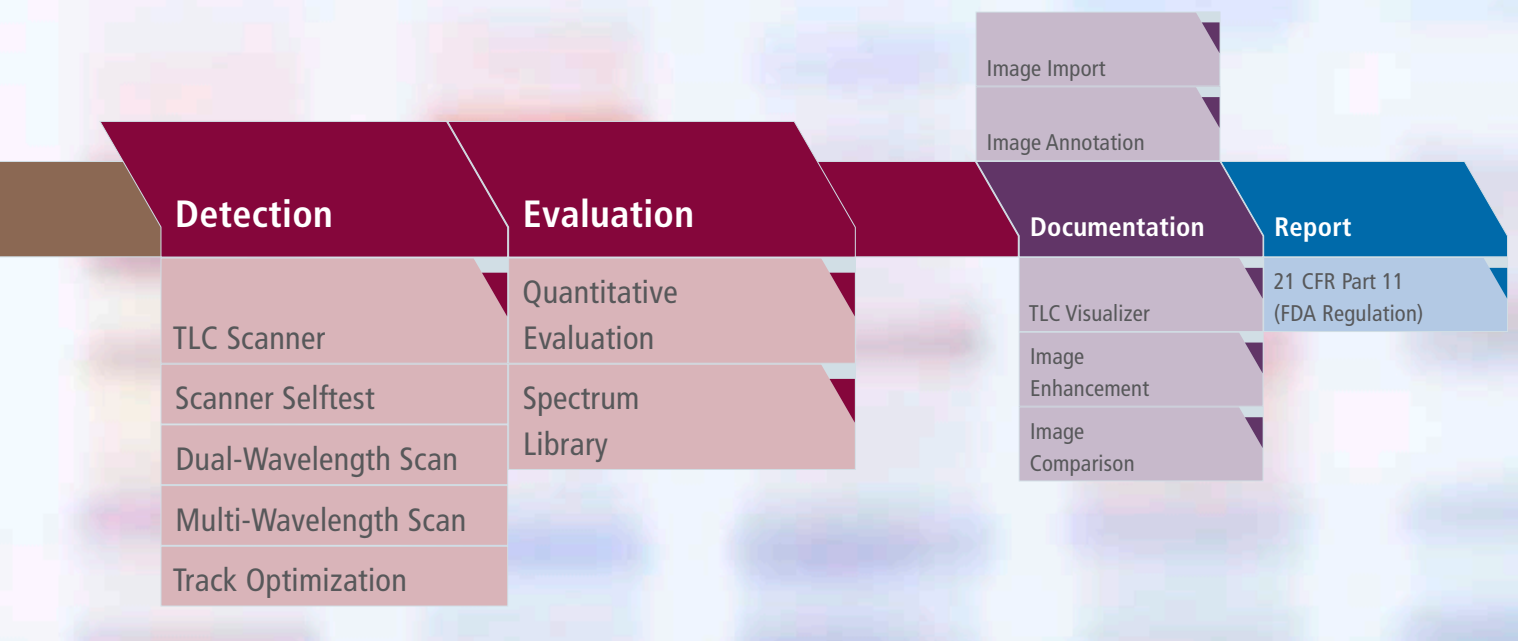 Image Import
Image Annotation
Detection
TLC Scanner
Scanner Selftest
Dual-Wavelength Scan
Multi-Wavelength Scan
Track Optimization
Evaluation
Quantitative
Evaluation
Spectrum
Library
Documentation
TLC Visualizer
Image
Enhancement
Image
Comparison
Report
21 CFR Part 11
(FDA Regulation)